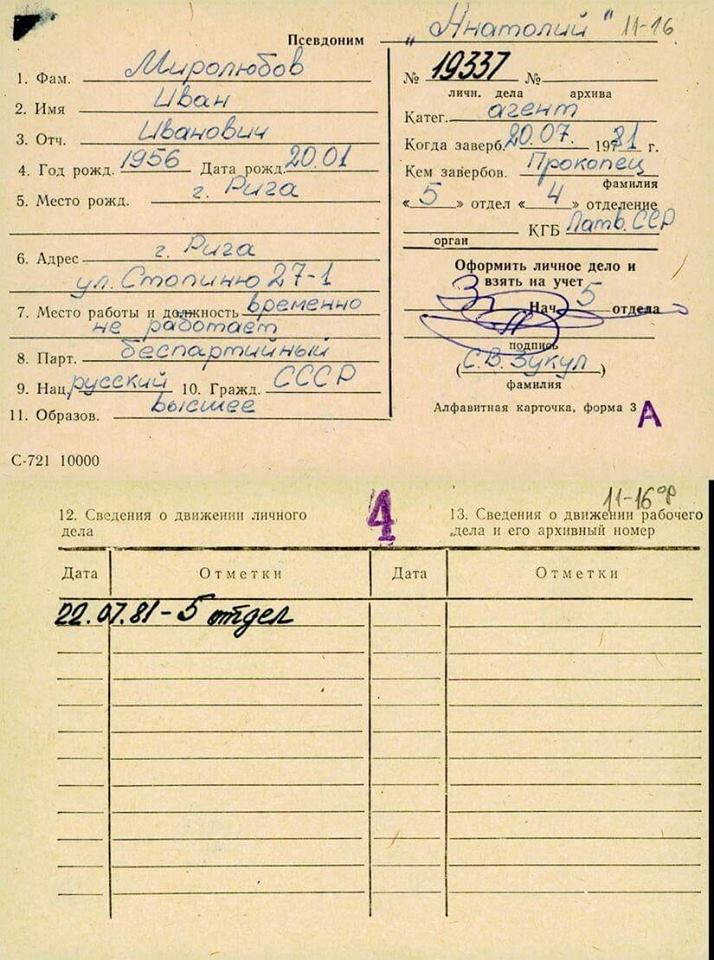 Псевдоним „Анатолий" 11-16
1. Фам. Миролюбов
2. Имя Иван
3. Отч. Иванович
4. Год рожд. 1956 Дата рожд. 20.01
5. Место рожд. г. Рига
6. Адрес г. Рига
ул. Стопиню 27-1
7. Место работы и должность временно
не работает
8. Парт. беспартийный
9. Нац. русский 10. Гражд. СССР
11. Образов. высшее
С-721 10000
№ 19337 №
личн. дела архива
Катег. агент
Когда заверб. 20.07. 1981 г.
Кем завербов. Прокопец
фамилия
« 5 » отдел « 4 » отделение
КГБ Латв. ССР
орган
Оформить личное дело и
взять на учет
Нач. 5 отдела
подпись
(С.В. Зукул)
фамилия
Алфавитная карточка, форма 3 А
4
11-16
12. Сведения о движении личного
дела
13. Сведения о движении рабочего
дела и его архивный номер
Дата Отметки Дата Отметки
22.07.81 - 5 отдел